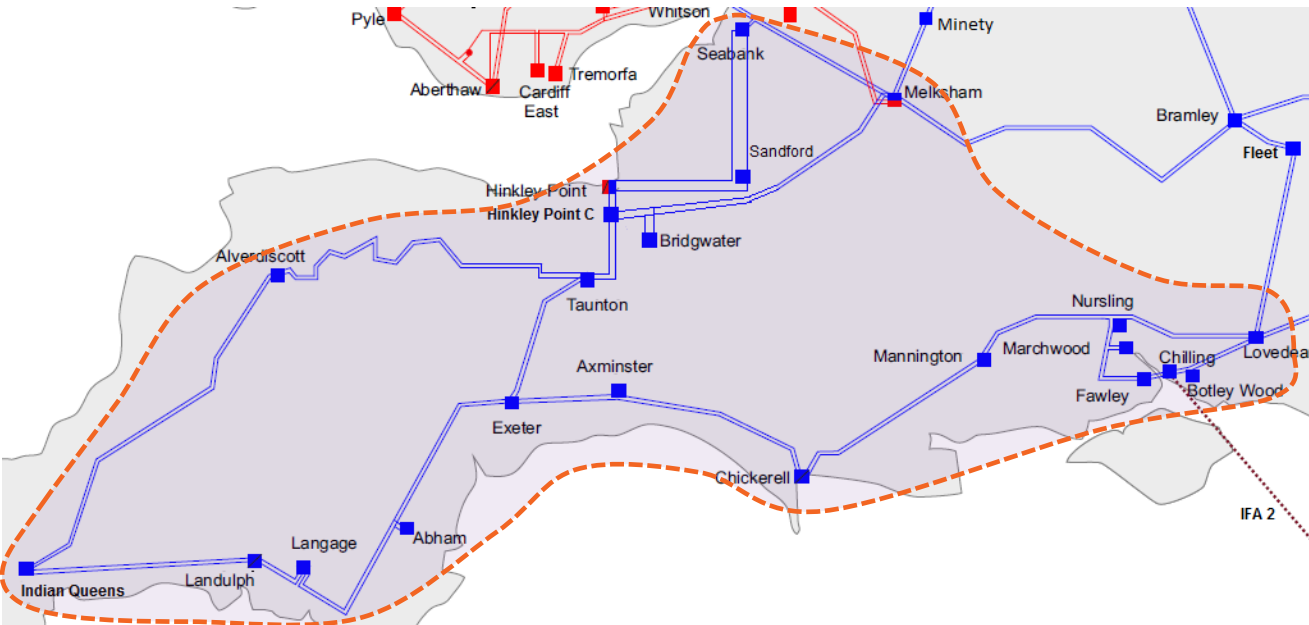 Pyle
Whitson
Minety
Seabank
Aberthaw
Cardiff
East
Tremorfa
Melksham
Bramley
Fleet
Sandford
Hinkley Point
Hinkley Point C
Bridgwater
Alverdiscott
Taunton
Nursling
Mannington
Marchwood
Chilling
Lovedea
Axminster
Fawley
Botley Wood
Exeter
Chickerell
IFA 2
Abham
Langage
Landulph
Indian Queens